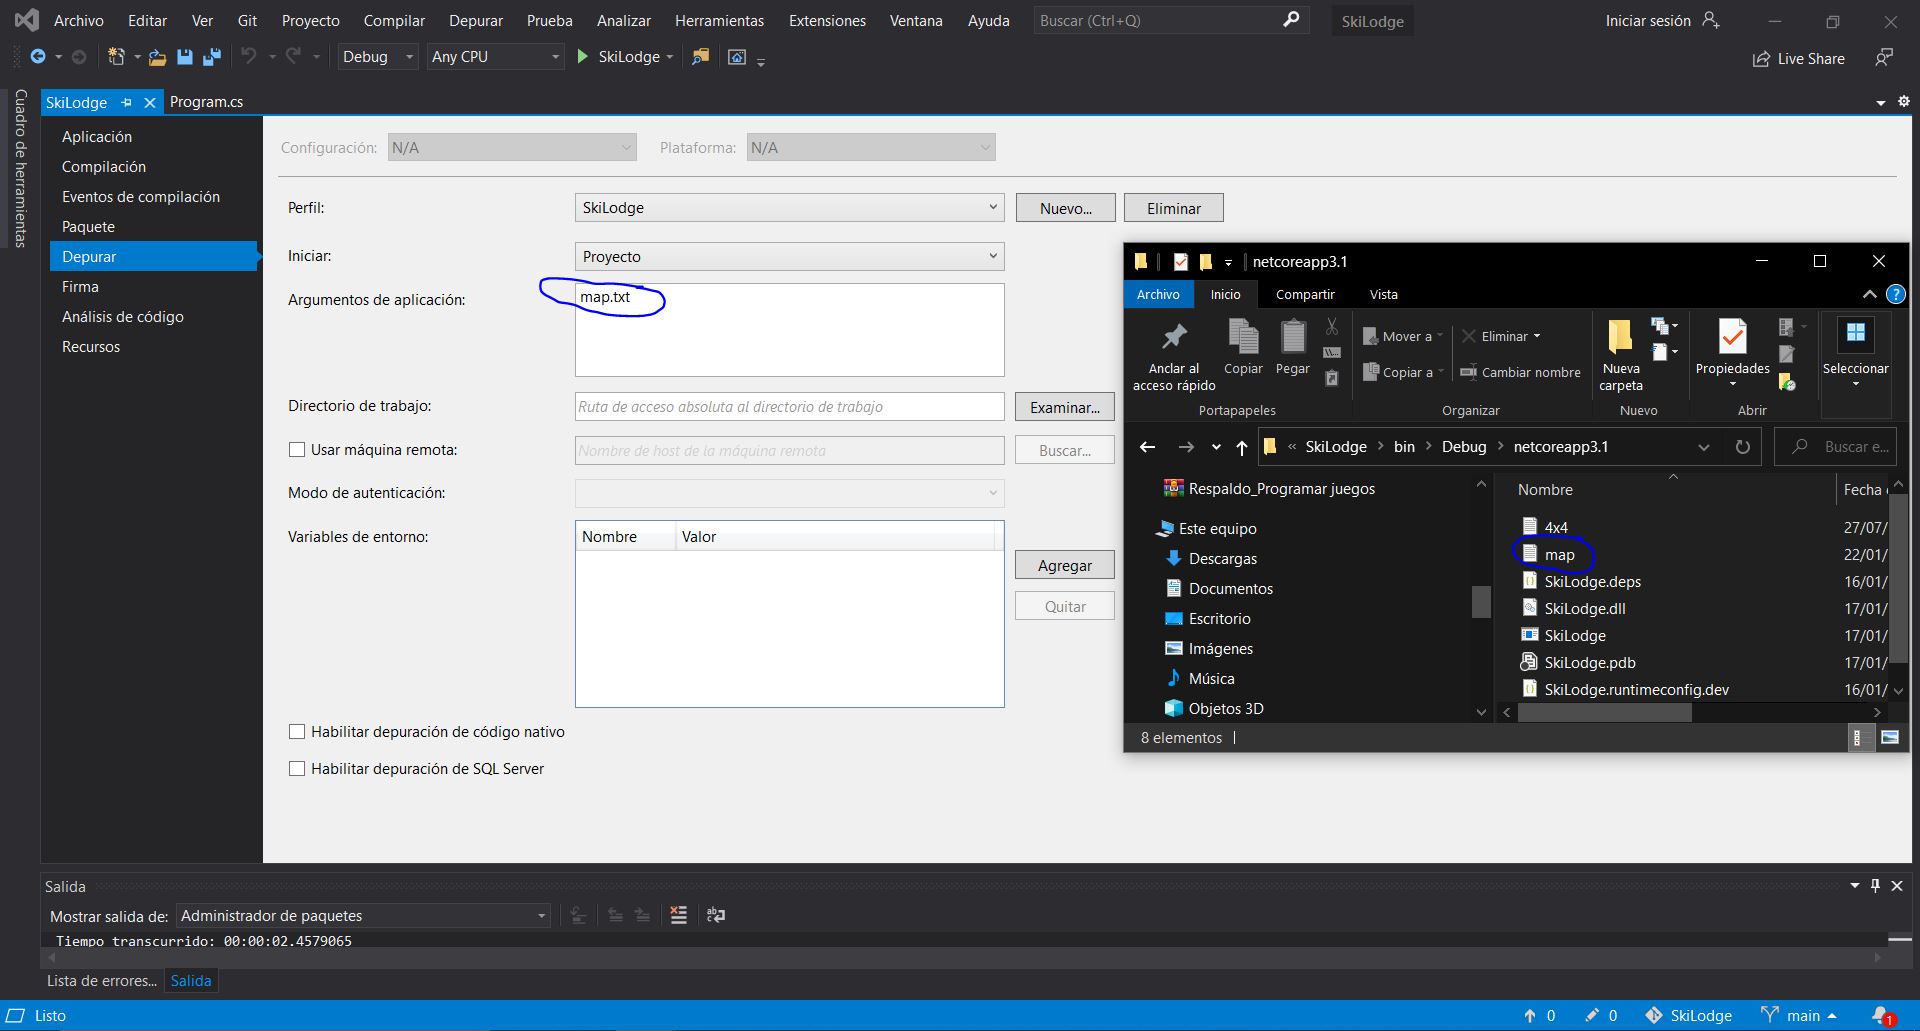 Archivo Editar Ver Git Proyecto Compilar Depurar Prueba Analizar Herramientas Extensiones Ventana Ayuda Buscar (Ctrl+Q) SkiLodge Iniciar sesión
Debug Any CPU SkiLodge Live Share
Cuadro de herramientas
SkiLodge Program.cs
Aplicación
Compilación
Eventos de compilación
Paquete
Depurar
Firma
Análisis de código
Recursos
Configuración: N/A Plataforma: N/A
Perfil: SkiLodge Nuevo... Eliminar
Iniciar: Proyecto
Argumentos de aplicación: map.txt
Directorio de trabajo: Ruta de acceso absoluta al directorio de trabajo Examinar...
Usar máquina remota: Nombre de host de la máquina remota Buscar...
Modo de autenticación:
Variables de entorno: Nombre Valor
Agregar
Quitar
Habilitar depuración de código nativo
Habilitar depuración de SQL Server
netcoreapp3.1
Archivo Inicio Compartir Vista
Anclar al acceso rápido
Copiar
Pegar
Portapapeles
Mover a
Copiar a
Eliminar
Cambiar nombre
Organizar
Nueva carpeta
Nuevo
Propiedades
Abrir
Seleccionar
« SkiLodge bin Debug netcoreapp3.1 Buscar e...
Respaldo_Programar juegos
Este equipo
Descargas
Documentos
Escritorio
Imágenes
Música
Objetos 3D
Nombre Fecha
4x4 27/07/
map 22/01/
SkiLodge.deps 16/01/
SkiLodge.dll 17/01/
SkiLodge 17/01/
SkiLodge.pdb 17/01/
SkiLodge.runtimeconfig.dev 16/01/
8 elementos
Salida
Mostrar salida de: Administrador de paquetes
Tiempo transcurrido: 00:00:02.4579065
Lista de errores... Salida
Listo 0 0 SkiLodge main 1